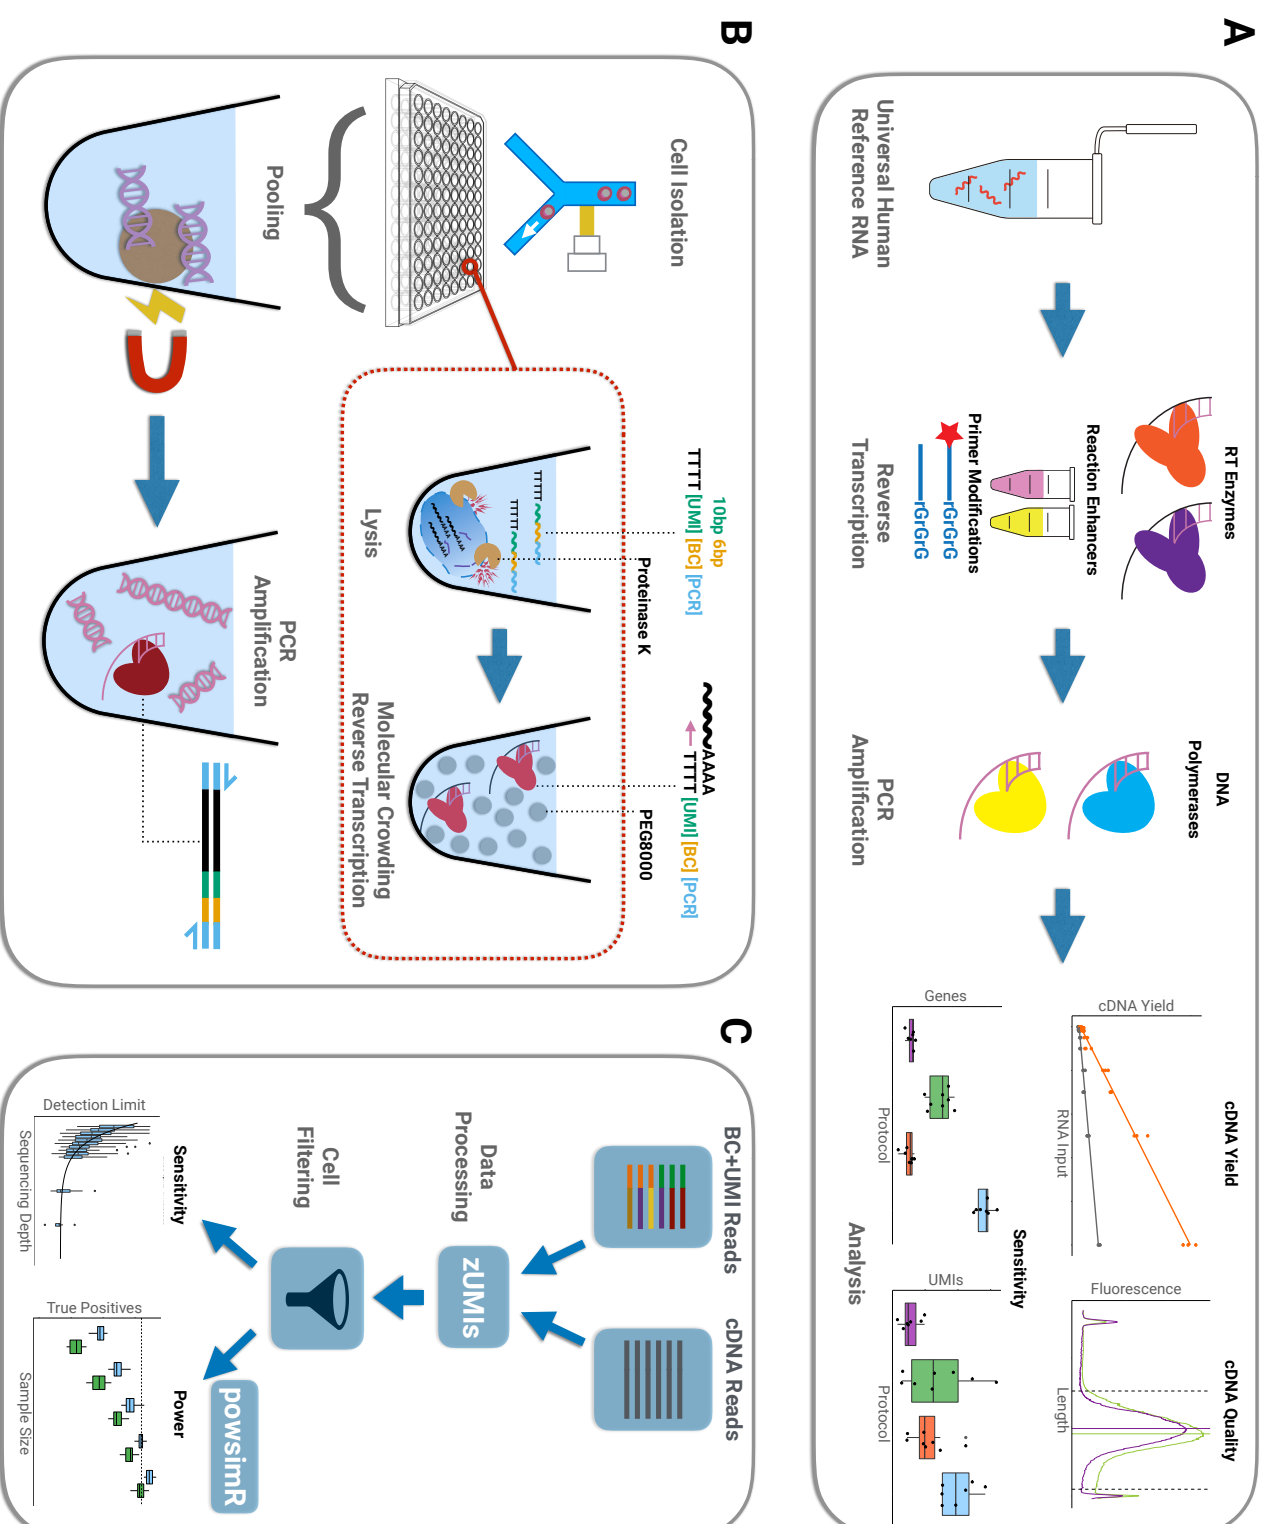 A
Universal Human
Reference RNA
RT Enzymes
Reaction Enhancers
Primer Modifications
rGrGrG
rGrGrG
Reverse
Transcription
DNA
Polymerases
PCR
Amplification
cDNA Yield
cDNA Yield
RNA Input
cDNA Quality
Fluorescence
Length
Sensitivity
Genes
Protocol
UMIs
Protocol
Analysis
B
Cell Isolation
10bp 6bp
TTTT [UMI] [BC] [PCR]
Proteinase K
TTTTT
TTTTT
Lysis
AAAA
TTTT [UMI] [BC] [PCR]
PEG8000
Molecular Crowding
Reverse Transcription
Pooling
PCR
Amplification
C
BC+UMI Reads
cDNA Reads
Data
Processing
zUMIs
Cell
Filtering
Sensitivity
Detection Limit
Sequencing Depth
powsimR
Power
True Positives
Sample Size